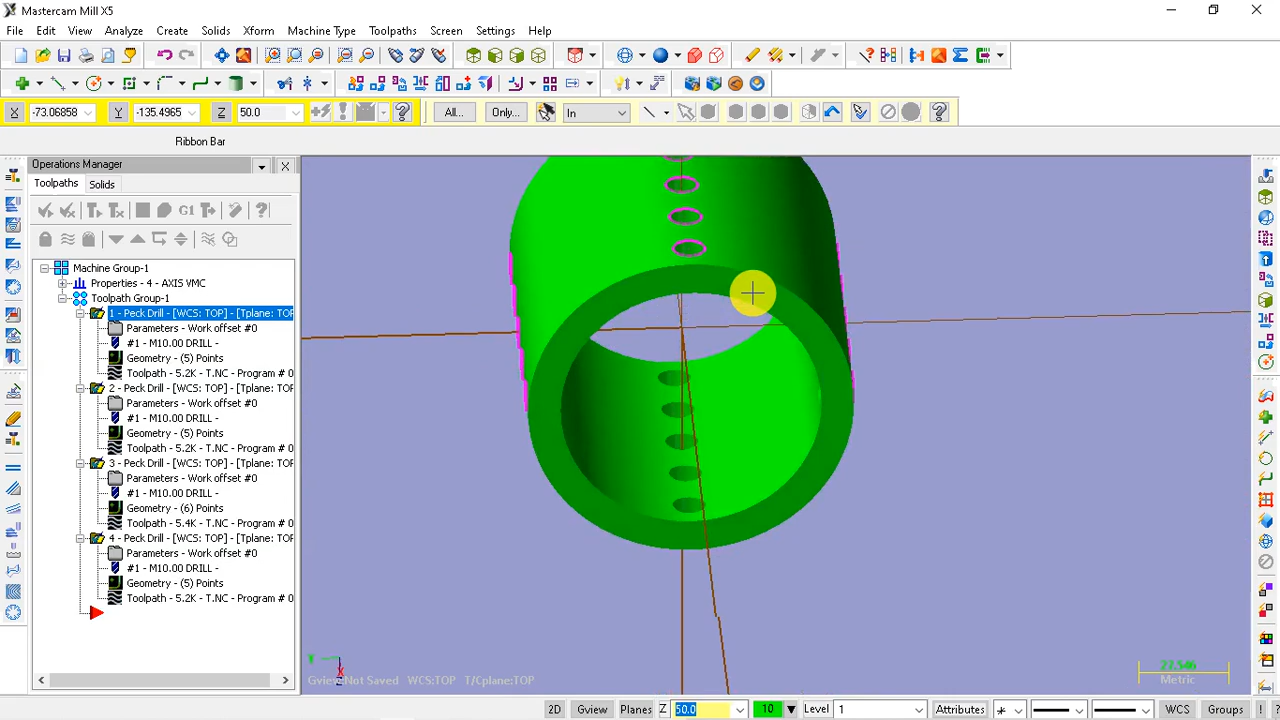 Mastercam Mill X5
File Edit View Analyze Create Solids Xform Machine Type Toolpaths Screen Settings Help
G1
X -73.06858 Y -135.4965 Z 50.0 All... Only... In
Ribbon Bar
Operations Manager
Toolpaths Solids
G1
Machine Group-1
Properties - 4 - AXIS VMC
Toolpath Group-1
1 - Peck Drill - [WCS: TOP] - [Tplane: TOP
Parameters - Work offset #0
#1 - M10.00 DRILL -
Geometry - (5) Points
Toolpath - 5.2K - T.NC - Program # 0
2 - Peck Drill - [WCS: TOP] - [Tplane: TOP
Parameters - Work offset #0
#1 - M10.00 DRILL -
Geometry - (5) Points
Toolpath - 5.2K - T.NC - Program # 0
3 - Peck Drill - [WCS: TOP] - [Tplane: TOP
Parameters - Work offset #0
#1 - M10.00 DRILL -
Geometry - (6) Points
Toolpath - 5.4K - T.NC - Program # 0
4 - Peck Drill - [WCS: TOP] - [Tplane: TOP
Parameters - Work offset #0
#1 - M10.00 DRILL -
Geometry - (5) Points
Toolpath - 5.2K - T.NC - Program # 0
Y
X
Gview:Not Saved WCS:TOP T/Cplane:TOP
27.546
Metric
2D Gview Planes Z 50.0 10 Level 1 Attributes WCS Groups